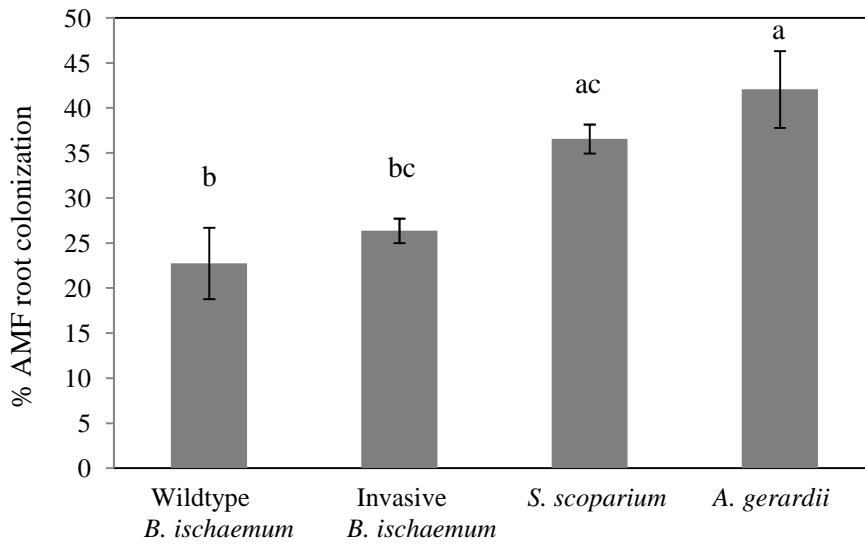 % AMF root colonization
50
45
40
35
30
25
20
15
10
5
0
b
bc
ac
a
Wildtype
B. ischaemum
Invasive
B. ischaemum
S. scoparium
A. gerardii